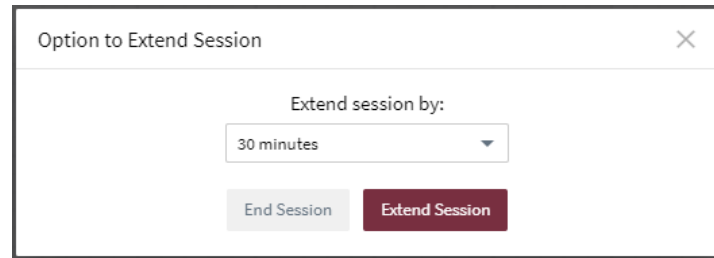 Option to Extend Session
Extend session by:
30 minutes
End Session
Extend Session